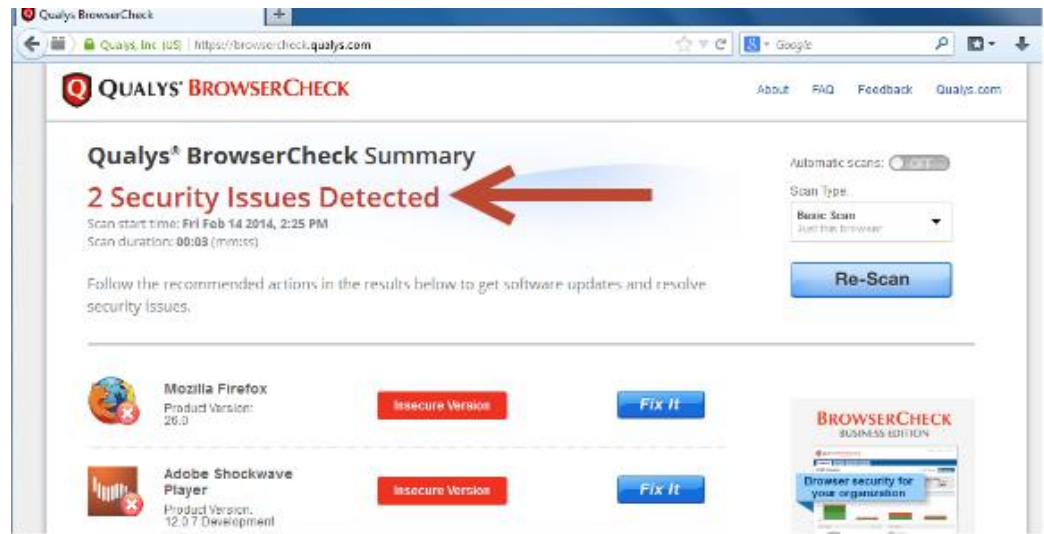 Qualys BrowserCheck
Qualys, Inc. (US) https://browsercheck.qualys.com
Google
QUALYS® BROWSERCHECK
About FAQ Feedback Qualys.com
Qualys® BrowserCheck Summary
2 Security Issues Detected
Scan start time: Fri Feb 14 2014, 2:25 PM
Scan duration: 00:03 (mm:ss)
Automatic scans: OFF
Scan Type:
Basic Scan
Just this browser
Re-Scan
Follow the recommended actions in the results below to get software updates and resolve
security issues.
Mozilla Firefox
Product Version:
26.0
Insecure Version
Fix It
Adobe Shockwave
Player
Product Version:
12.0.7 Development
Insecure Version
Fix It
BROWSERCHECK
BUSINESS EDITION
Browser security for
your organization